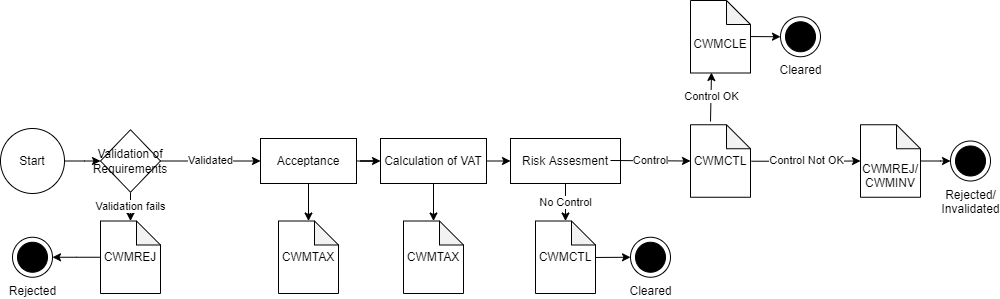 CWMCLE
Cleared
Control OK
Start
Validation of
Requirements
Validated
Acceptance
Calculation of VAT
Risk Assesment
Control
CWMCTL
Control Not OK
CWMREJ/
CWMINV
Rejected/
Invalidated
Validation fails
No Control
CWMREJ
CWMTAX
CWMTAX
CWMCTL
Rejected
Cleared